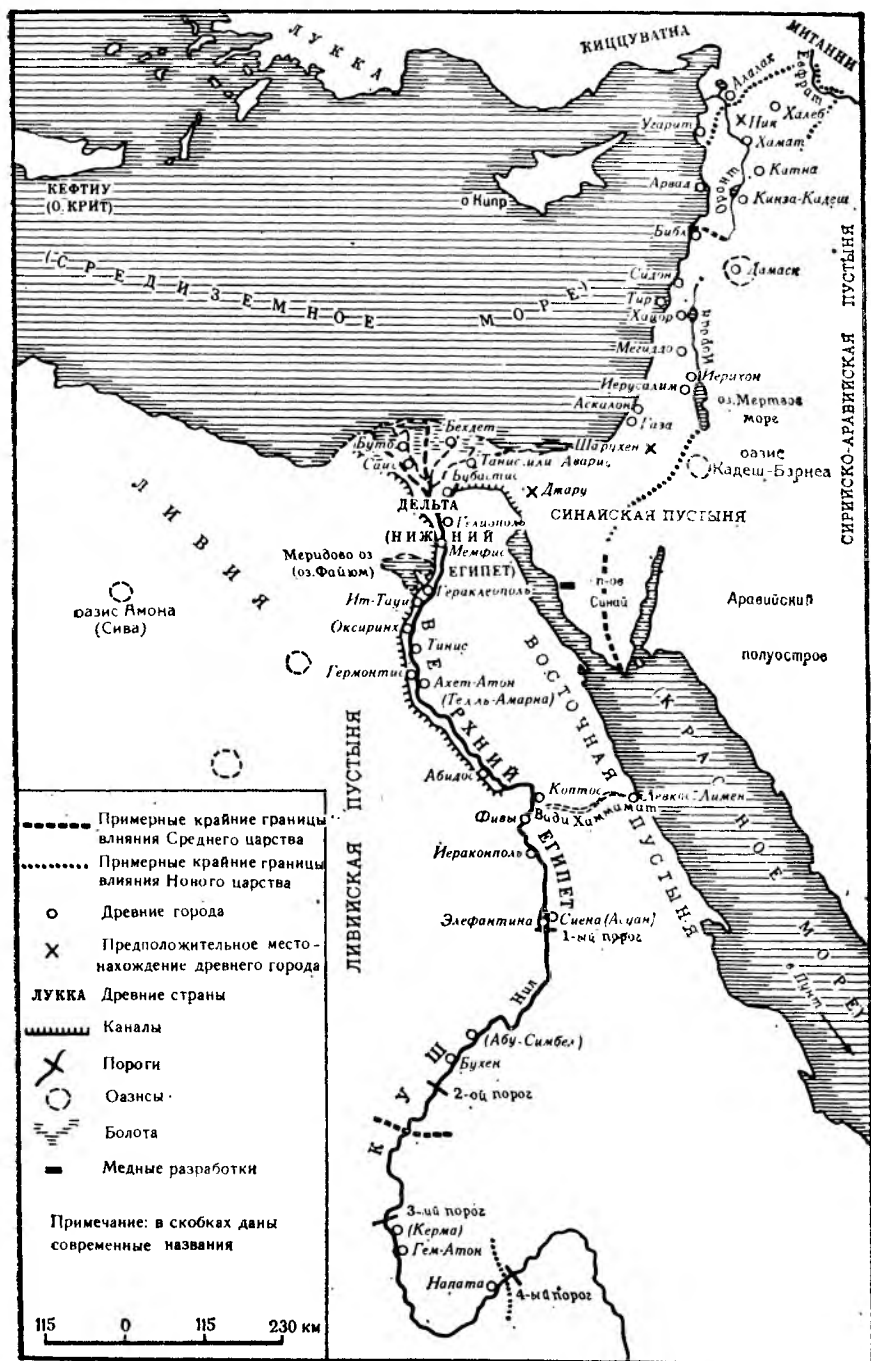 ЛУККА
КИЦЦУВАТНА
МИТАННИ
Евфрат
Алалах
Халеб
Ния
Угарит
Хамат
Катна
Арвад
Оронт
Кинза-Кадеш
КЕФТИУ
(О. КРИТ)
о Кипр
Библ
(СРЕДИЗЕМНОЕ МОРЕ)
Сидон
Дамаск
Тир
Хацор
Иордан
Мегиддо
Иерихон
Иерусалим
Аскалон
Газа
оз. Мертвое
море
СИРИЙСКО-АРАВИЙСКАЯ ПУСТЫНЯ
Шарухен
оазис
Кадеш-Барнеа
Бехдет
Буто
Саис
Танис или Аварис
Бубастис
Джару
ДЕЛЬТА
Гелиополь
СИНАЙСКАЯ ПУСТЫНЯ
(НИЖНИЙ
Мемфис
ЕГИПЕТ)
ЛИВИЯ
Меридово оз
(оз. Файюм)
Гераклеополь
п-ов
Синай
Аравийский
полуостров
оазис Амона
(Сива)
Ит-Тауи
Оксиринх
Тинис
Гермонтис
Ахет-Атон
(Телль-Амарна)
ВЕРХНИЙ
ЕГИПЕТ
ВОСТОЧНАЯ ПУСТЫНЯ
(КРАСНОЕ МОРЕ)
ЛИВИЙСКАЯ ПУСТЫНЯ
Абидос
Коптос
Левкос Лимен
Фивы
Вади Хаммамат
Йераконполь
Элефантина
Сиена (Асуан)
1-ый порог
в Пунт
Нил
(Абу-Симбел)
Бухен
КУШ
2-ой порог
3-ий порог
(Керма)
Гем-Атон
Напата
4-ый порог
Примерные крайние границы
влияния Среднего царства
Примерные крайние границы
влияния Нового царства
Древние города
Предположительное место-
нахождение древнего города
ЛУККА Древние страны
Каналы
Пороги
Оазисы
Болота
Медные разработки
Примечание: в скобках даны
современные названия
115 0 115 230 км